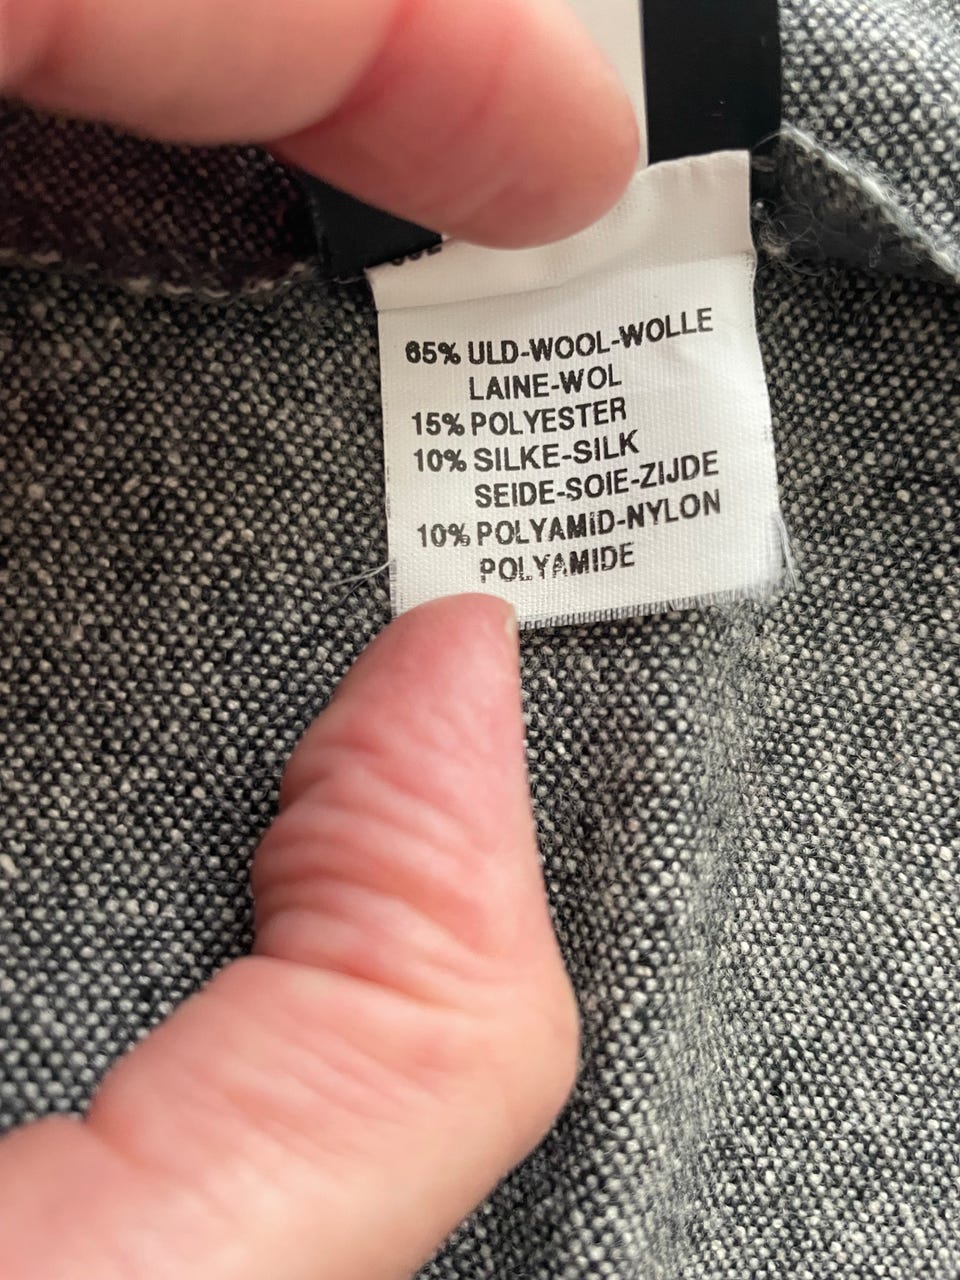 65% ULD-WOOL-WOLLE
LAINE-WOL
15% POLYESTER
10% SILKE-SILK
SEIDE-SOIE-ZIJDE
10% POLYAMID-NYLON
POLYAMIDE